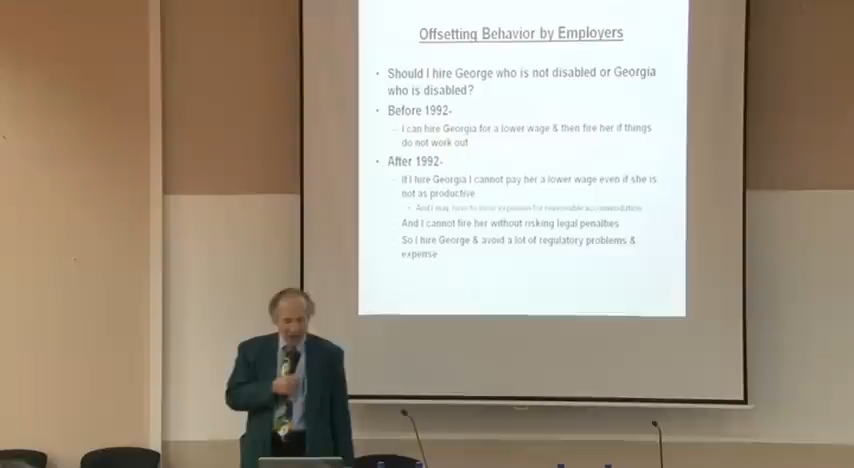 Offsetting Behavior by Employers
• Should I hire George who is not disabled or Georgia
who is disabled?
• Before 1992-
– I can hire Georgia for a lower wage & then fire her if things
do not work out
• After 1992-
– If I hire Georgia I cannot pay her a lower wage even if she is
not as productive
• And I may have to incur expenses for reasonable accommodation
And I cannot fire her without risking legal penalties
So I hire George & avoid a lot of regulatory problems &
expense